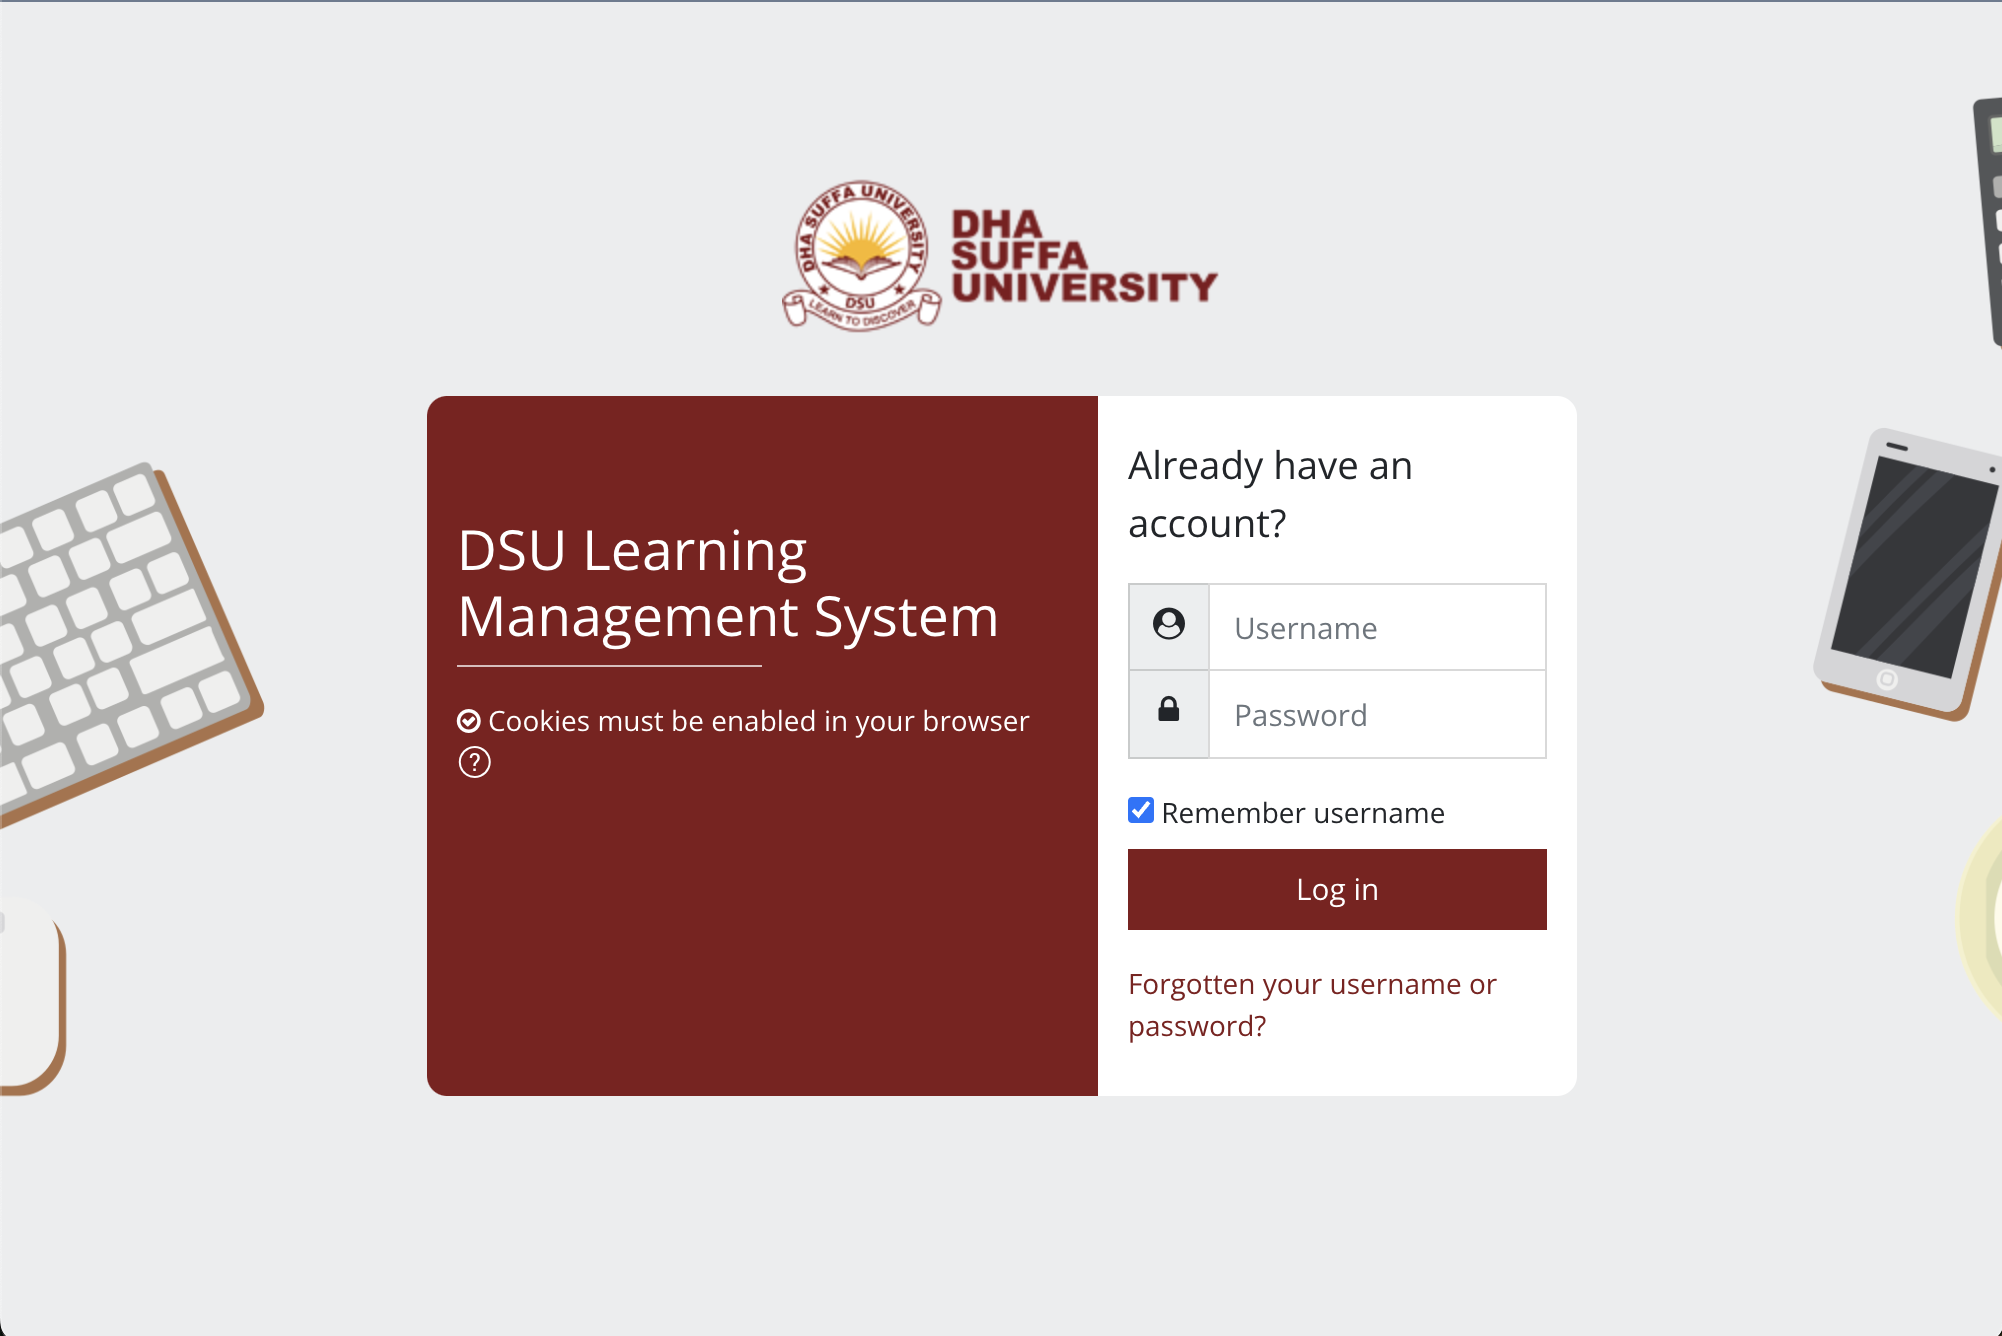 DHA SUFFA UNIVERSITY
DSU
LEARN TO DISCOVER
DHA
SUFFA
UNIVERSITY
DSU Learning
Management System
Cookies must be enabled in your browser
?
Already have an
account?
Username
Password
Remember username
Log in
Forgotten your username or
password?